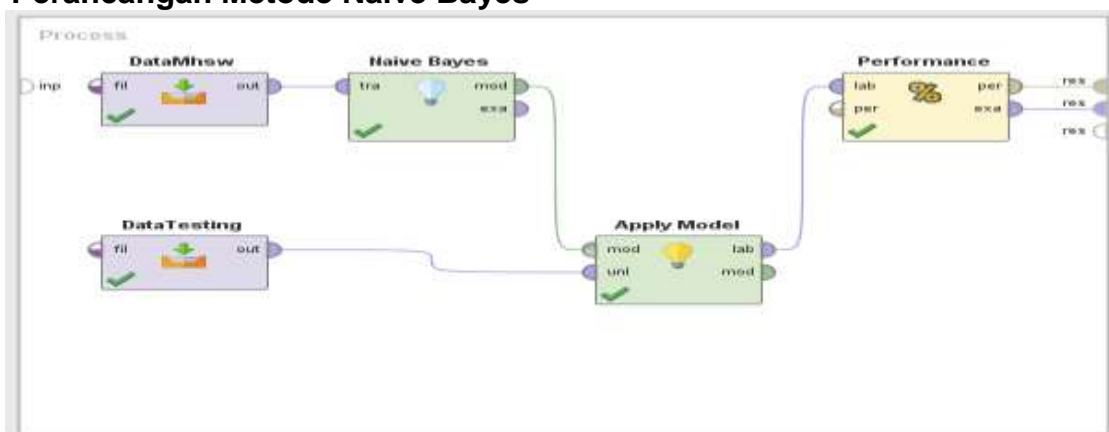 Perancangan Metode Naive Bayes
Process
DataMhsw
Naive Bayes
Performance
inp
fil
out
tra
mod
exa
lab
per
per
exa
res
res
res
DataTesting
Apply Model
fil
out
mod
lab
unl
mod